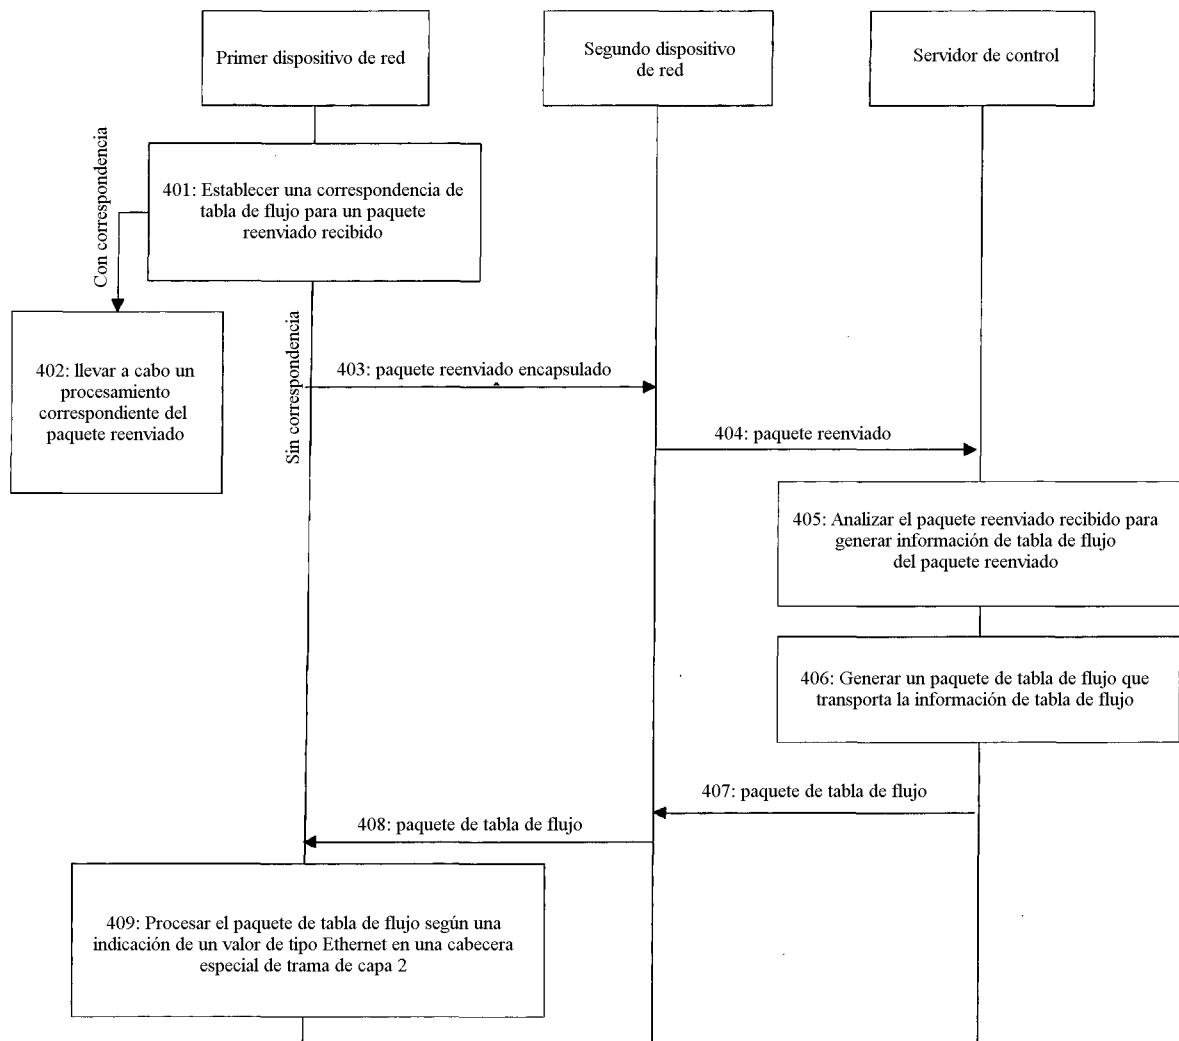 Primer dispositivo de red
Segundo dispositivo
de red
Servidor de control
Con correspondencia
401: Establecer una correspondencia de
tabla de flujo para un paquete
reenviado recibido
402: llevar a cabo un
procesamiento
correspondiente del
paquete reenviado
Sin correspondencia
403: paquete reenviado encapsulado
404: paquete reenviado
405: Analizar el paquete reenviado recibido para
generar información de tabla de flujo
del paquete reenviado
406: Generar un paquete de tabla de flujo que
transporta la información de tabla de flujo
407: paquete de tabla de flujo
408: paquete de tabla de flujo
409: Procesar el paquete de tabla de flujo según una
indicación de un valor de tipo Ethernet en una cabecera
especial de trama de capa 2